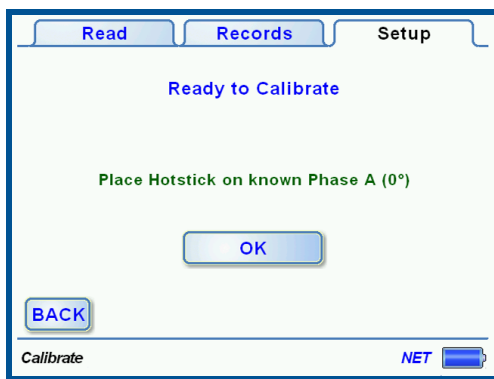 Read Records Setup
Ready to Calibrate
Place Hotstick on known Phase A (0°)
OK
BACK
Calibrate NET